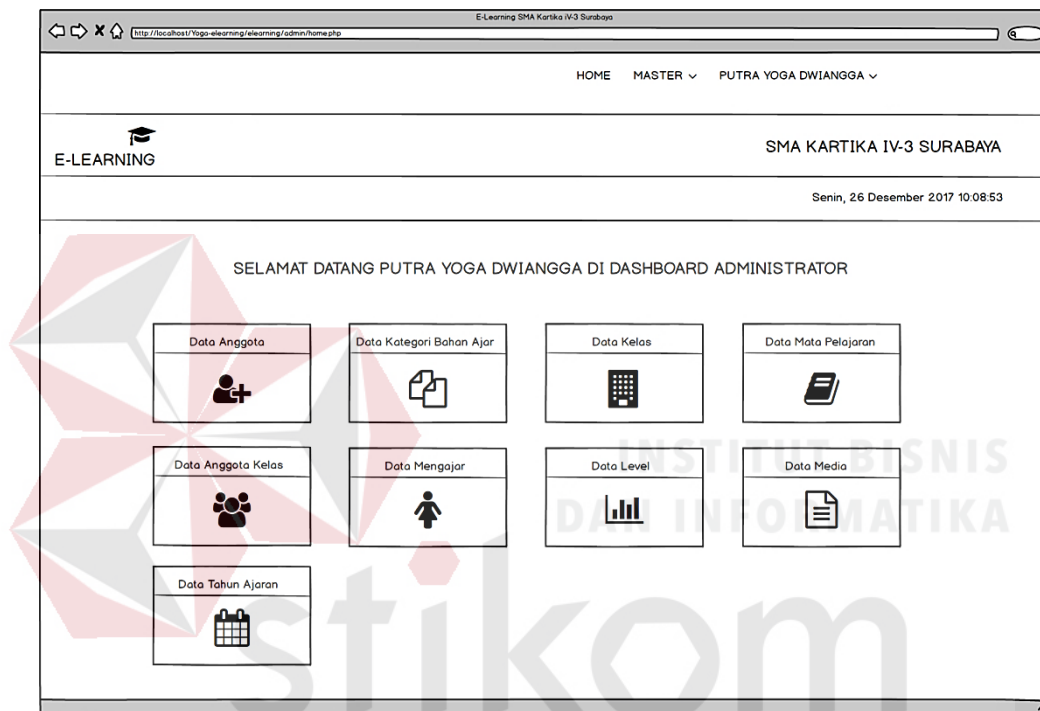 E-Learning SMA Kartika iV-3 Surabaya
http://localhost/Yoga-elearning/elearning/admin/home.php
HOME MASTER PUTRA YOGA DWIANGGA
E-LEARNING
SMA KARTIKA IV-3 SURABAYA
Senin, 26 Desember 2017 10:08:53
SELAMAT DATANG PUTRA YOGA DWIANGGA DI DASHBOARD ADMINISTRATOR
Data Anggota
Data Kategori Bahan Ajar
Data Kelas
Data Mata Pelajaran
Data Anggota Kelas
Data Mengajar
Data Level
Data Media
Data Tahun Ajaran
INSTITUT BISNIS
DAN INFORMATIKA
stikom